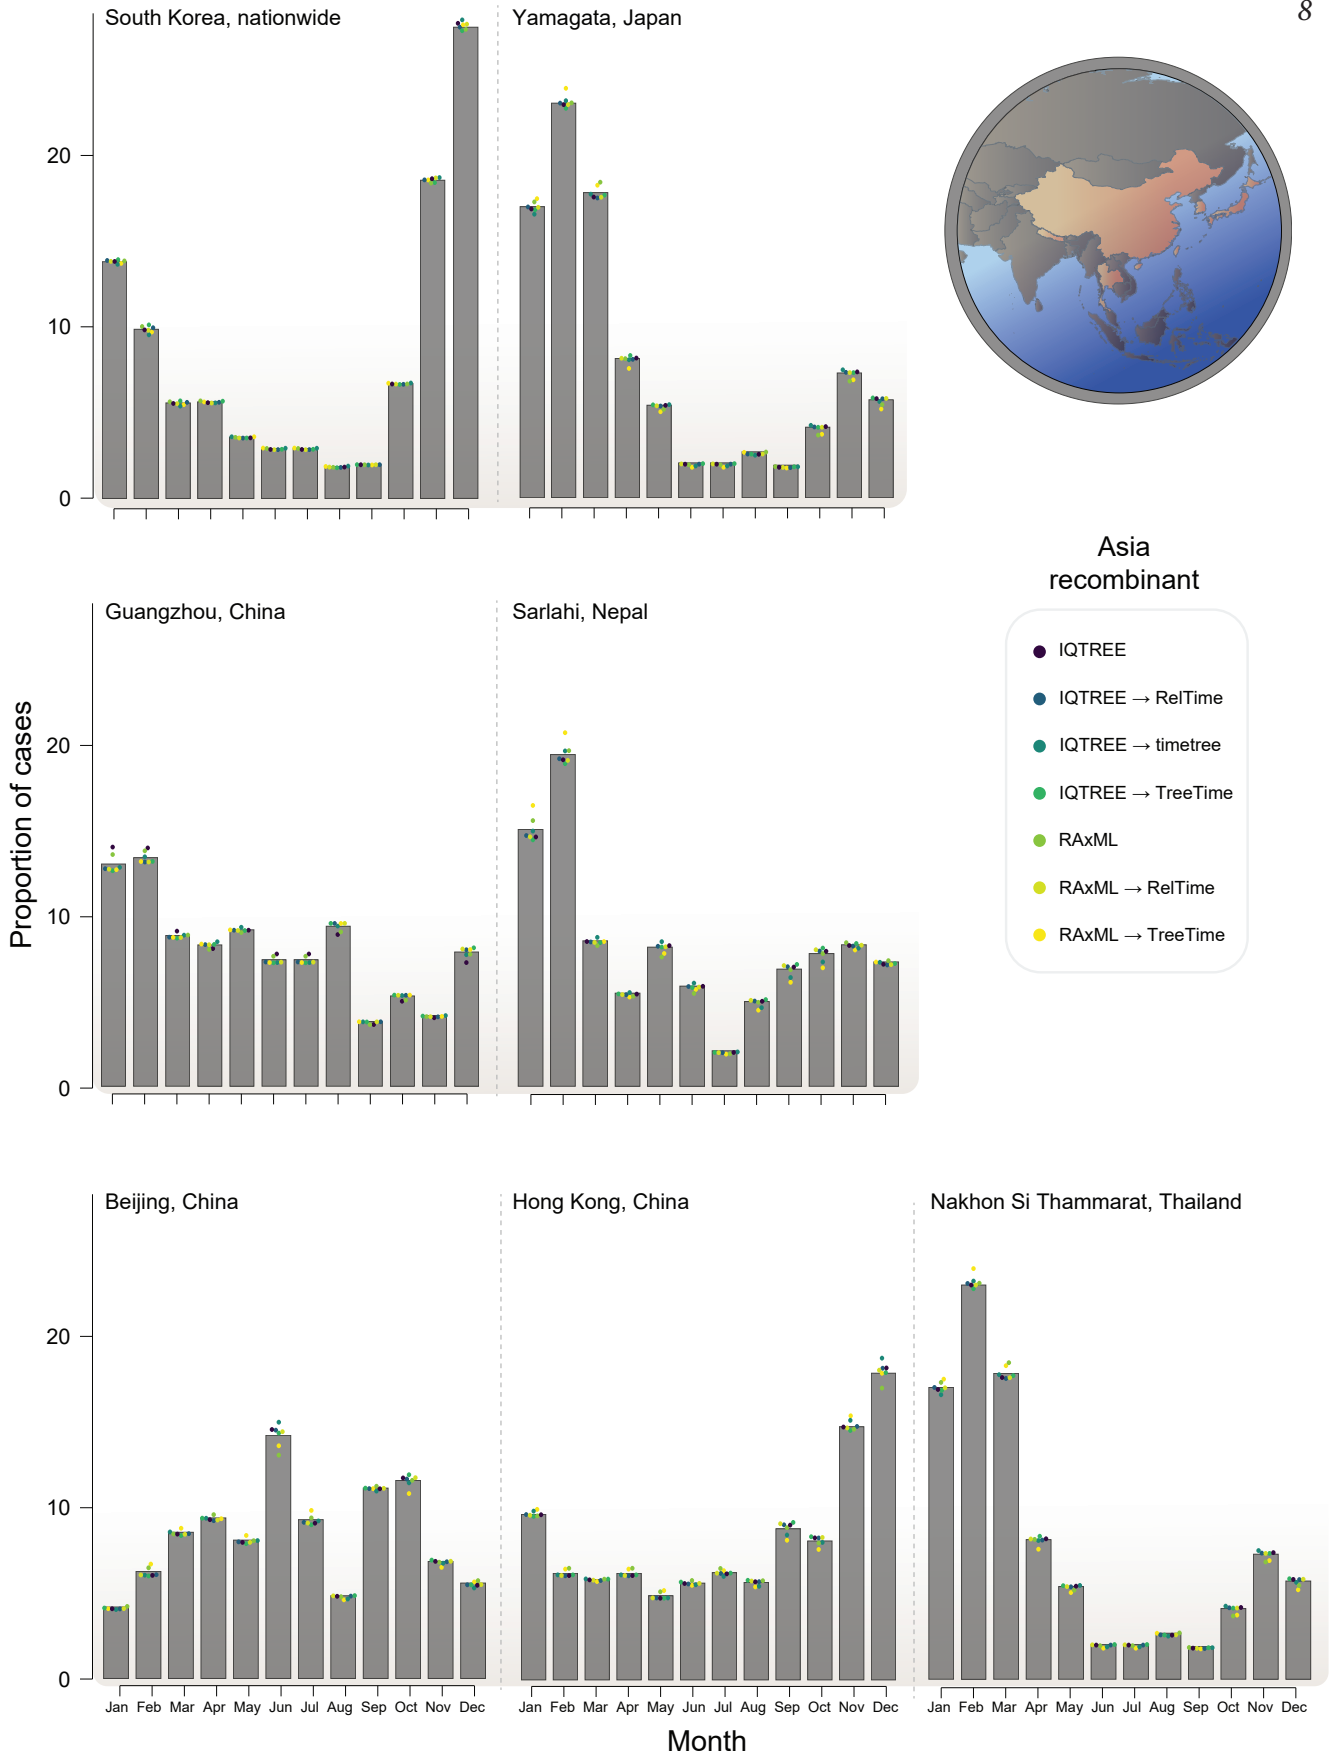 8
South Korea, nationwide
Yamagata, Japan
20
10
0
Asia
recombinant
IQTREE
IQTREE → RelTime
IQTREE → timetree
IQTREE → TreeTime
RAxML
RAxML → RelTime
RAxML → TreeTime
Guangzhou, China
Sarlahi, Nepal
20
10
0
Proportion of cases
Beijing, China
Hong Kong, China
Nakhon Si Thammarat, Thailand
20
10
0
Jan Feb Mar Apr May Jun Jul Aug Sep Oct Nov Dec
Jan Feb Mar Apr May Jun Jul Aug Sep Oct Nov Dec
Jan Feb Mar Apr May Jun Jul Aug Sep Oct Nov Dec
Month